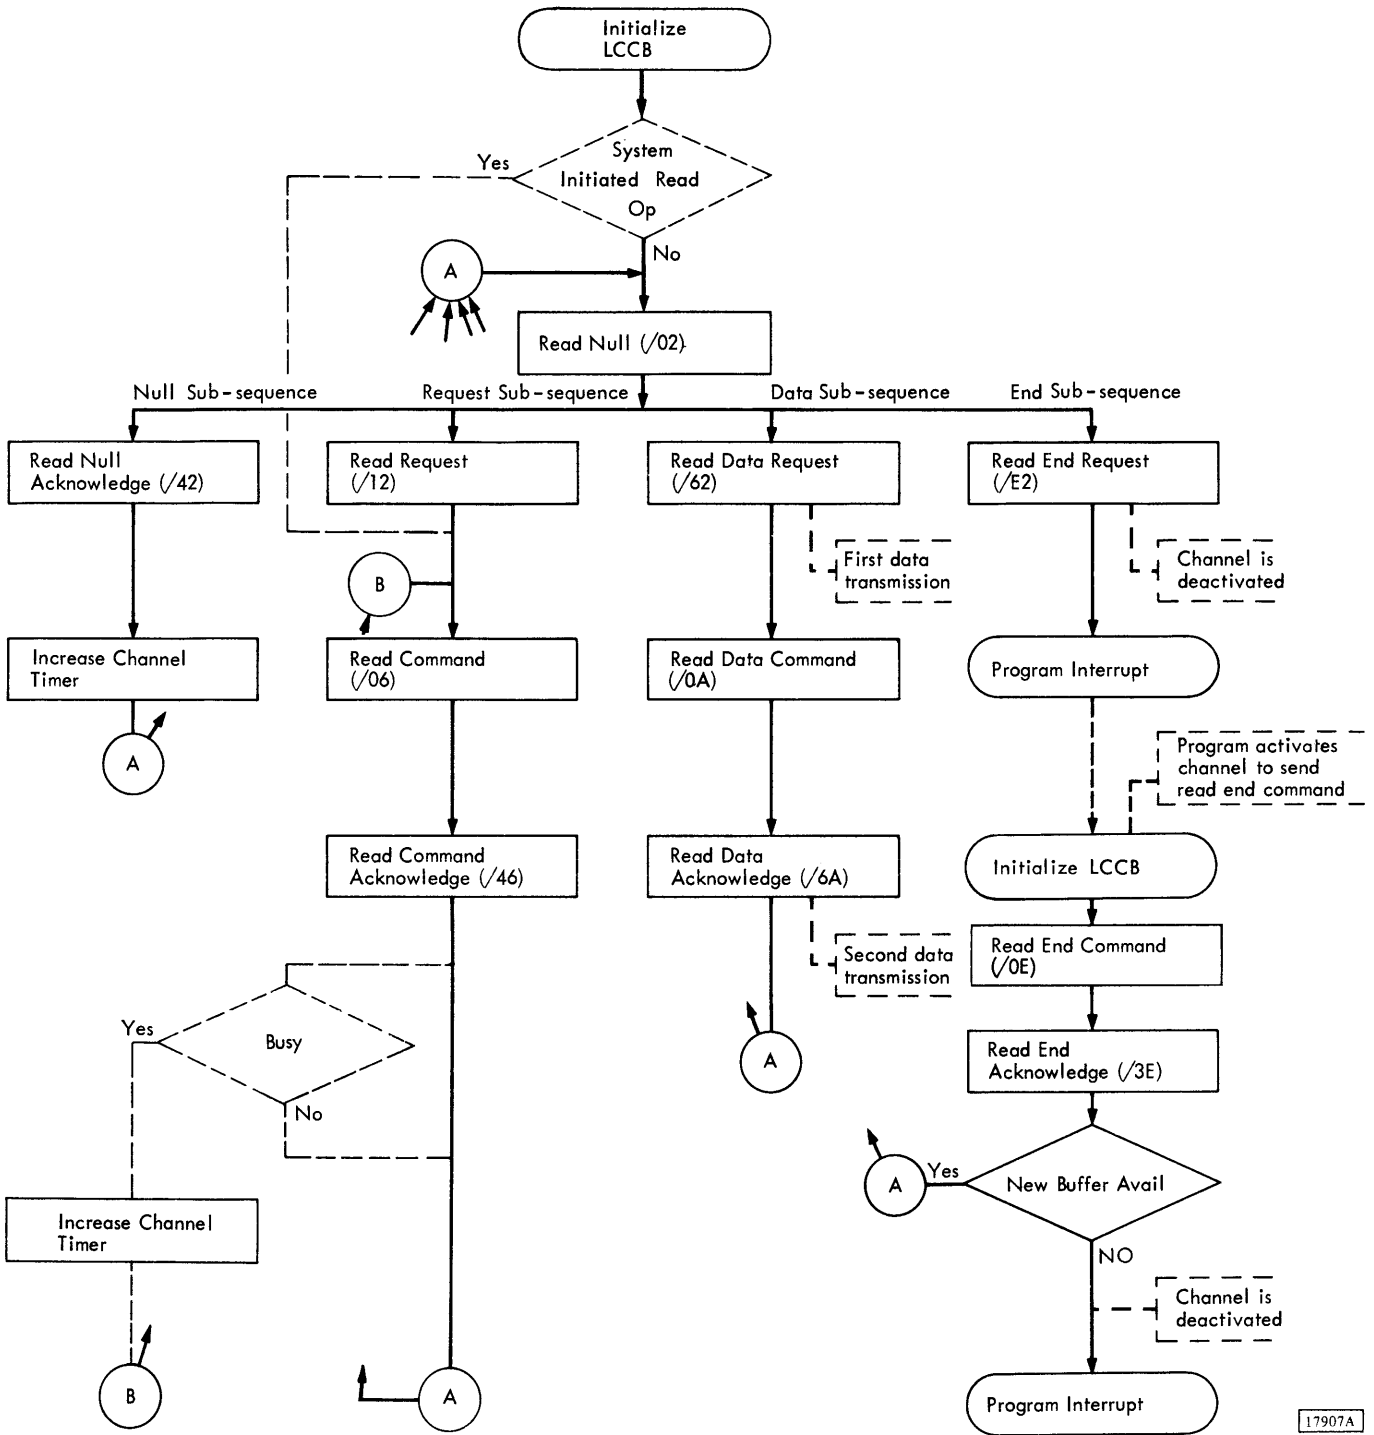 Initialize
LCCB
System
Initiated Read
Op
Yes
No
A
Read Null (/02)
Null Sub-sequence
Request Sub-sequence
Data Sub-sequence
End Sub-sequence
Read Null
Acknowledge (/42)
Read Request
(/12)
Read Data Request
(/62)
Read End Request
(/E2)
First data
transmission
Channel is
deactivated
B
Increase Channel
Timer
Read Command
(/06)
Read Data Command
(/0A)
Program Interrupt
A
Program activates
channel to send
read end command
Read Command
Acknowledge (/46)
Read Data
Acknowledge (/6A)
Initialize LCCB
Second data
transmission
Read End Command
(/0E)
Yes
Busy
No
A
Read End
Acknowledge (/3E)
A
Yes
New Buffer Avail
NO
Increase Channel
Timer
Channel is
deactivated
B
A
Program Interrupt
17907A